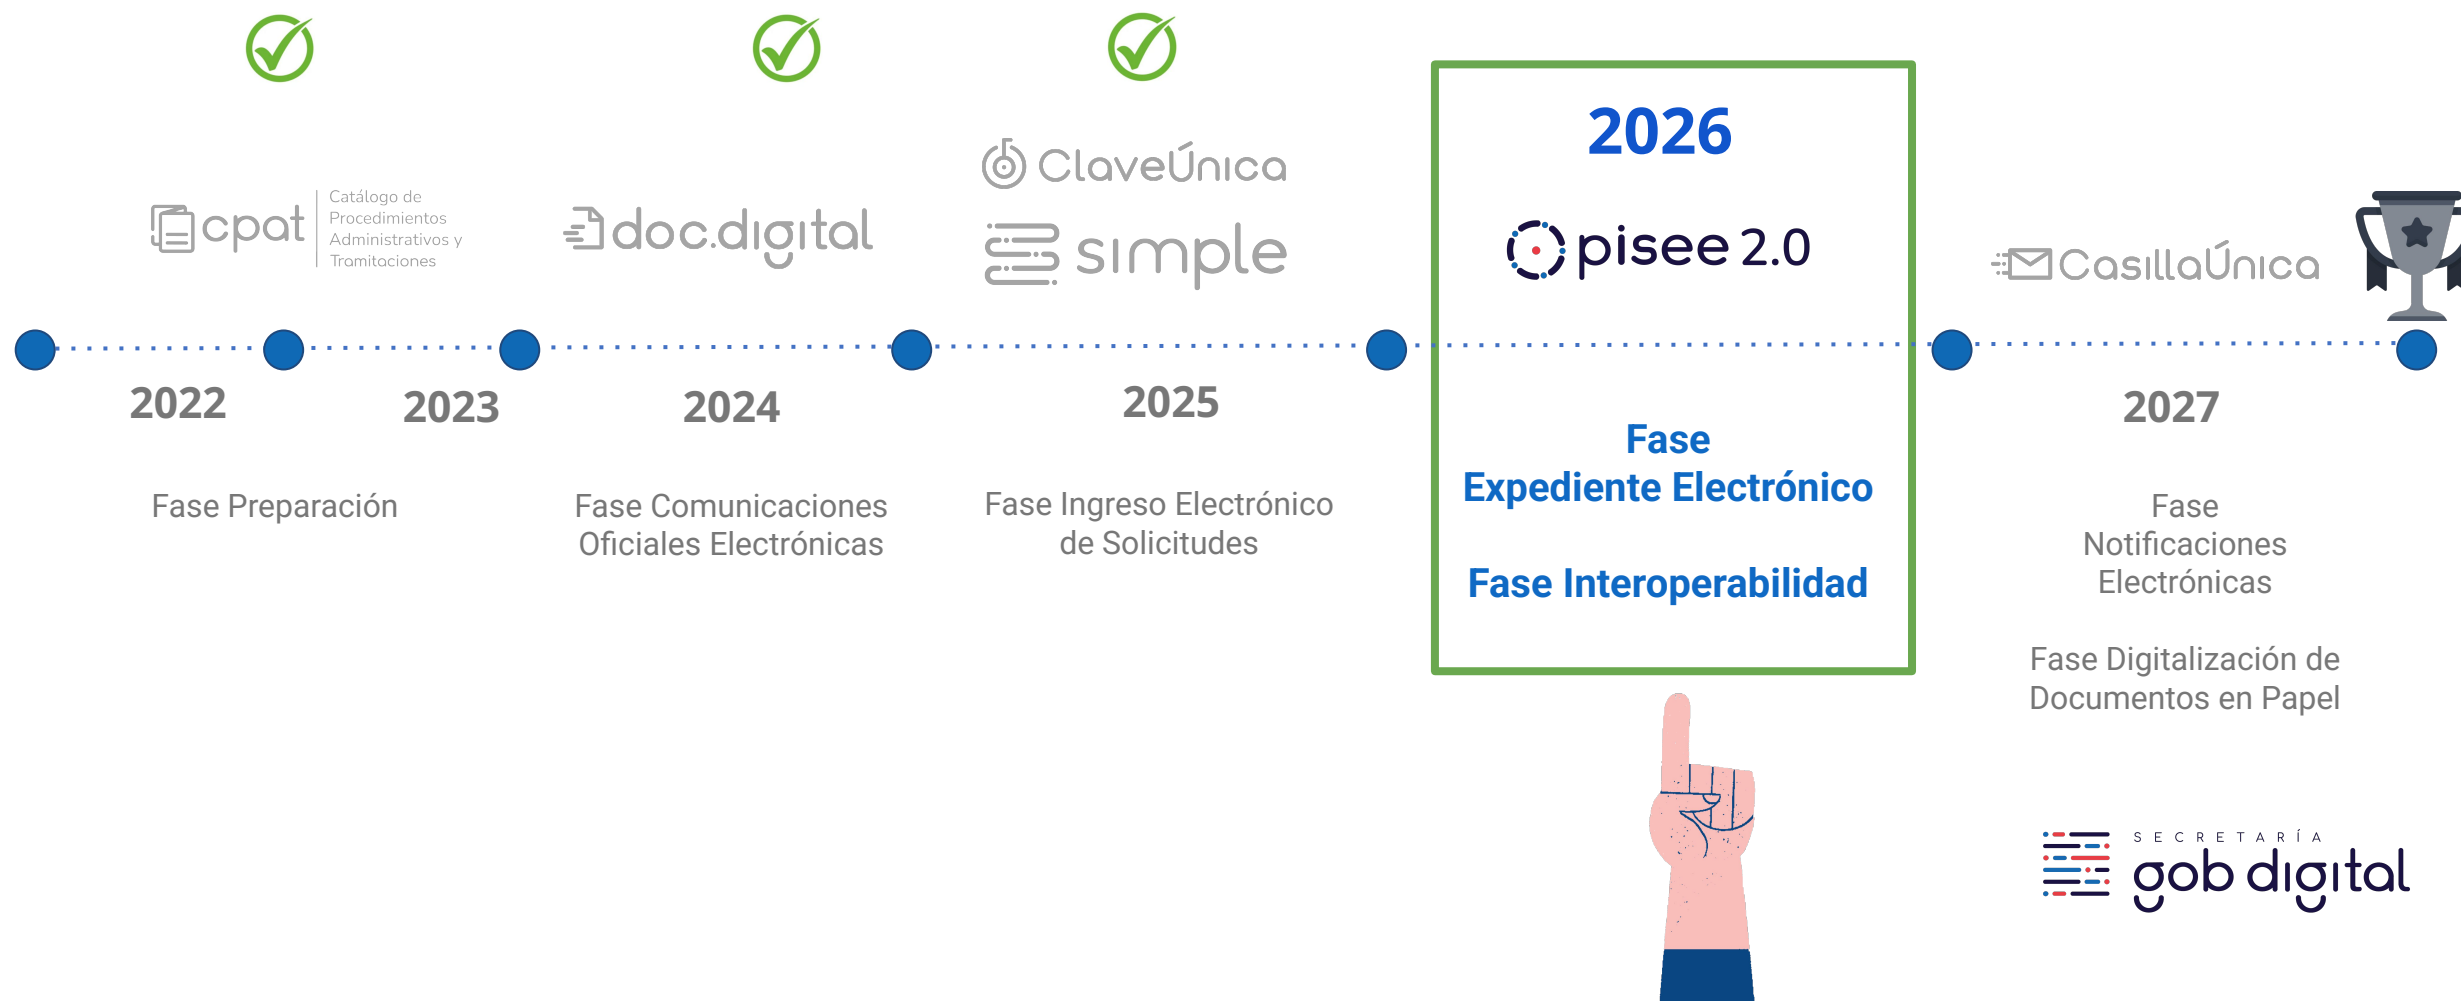 cpat
Catálogo de
Procedimientos
Administrativos y
Tramitaciones
2022
2023
Fase Preparación
doc.digital
2024
Fase Comunicaciones
Oficiales Electrónicas
ClaveÚnica
simple
2025
Fase Ingreso Electrónico
de Solicitudes
2026
pisee 2.0
Fase
Expediente Electrónico
Fase Interoperabilidad
CasillaÚnica
2027
Fase
Notificaciones
Electrónicas
Fase Digitalización de
Documentos en Papel
SECRETARÍA
gob digital